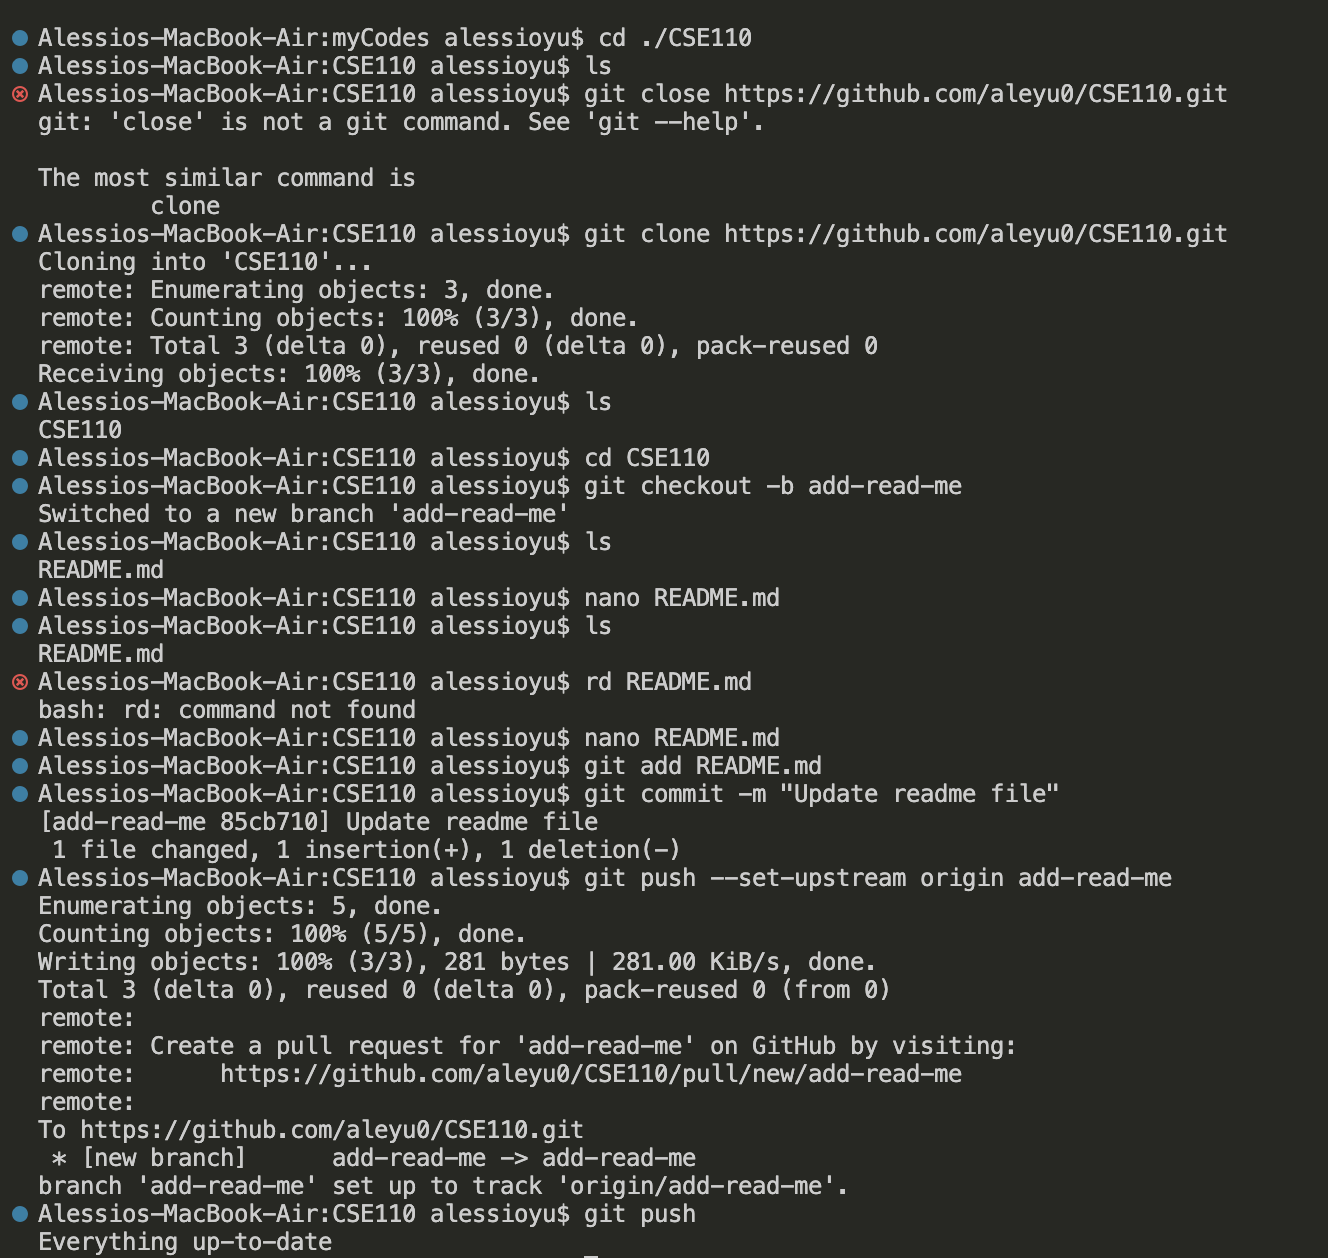 Alessios-MacBook-Air:myCodes alessioyu$ cd ./CSE110
Alessios-MacBook-Air:CSE110 alessioyu$ ls
Alessios-MacBook-Air:CSE110 alessioyu$ git close https://github.com/aleyu0/CSE110.git
git: 'close' is not a git command. See 'git --help'.

The most similar command is
        clone
Alessios-MacBook-Air:CSE110 alessioyu$ git clone https://github.com/aleyu0/CSE110.git
Cloning into 'CSE110'...
remote: Enumerating objects: 3, done.
remote: Counting objects: 100% (3/3), done.
remote: Total 3 (delta 0), reused 0 (delta 0), pack-reused 0
Receiving objects: 100% (3/3), done.
Alessios-MacBook-Air:CSE110 alessioyu$ ls
CSE110
Alessios-MacBook-Air:CSE110 alessioyu$ cd CSE110
Alessios-MacBook-Air:CSE110 alessioyu$ git checkout -b add-read-me
Switched to a new branch 'add-read-me'
Alessios-MacBook-Air:CSE110 alessioyu$ ls
README.md
Alessios-MacBook-Air:CSE110 alessioyu$ nano README.md
Alessios-MacBook-Air:CSE110 alessioyu$ ls
README.md
Alessios-MacBook-Air:CSE110 alessioyu$ rd README.md
bash: rd: command not found
Alessios-MacBook-Air:CSE110 alessioyu$ nano README.md
Alessios-MacBook-Air:CSE110 alessioyu$ git add README.md
Alessios-MacBook-Air:CSE110 alessioyu$ git commit -m "Update readme file"
[add-read-me 85cb710] Update readme file
 1 file changed, 1 insertion(+), 1 deletion(-)
Alessios-MacBook-Air:CSE110 alessioyu$ git push --set-upstream origin add-read-me
Enumerating objects: 5, done.
Counting objects: 100% (5/5), done.
Writing objects: 100% (3/3), 281 bytes | 281.00 KiB/s, done.
Total 3 (delta 0), reused 0 (delta 0), pack-reused 0 (from 0)
remote:
remote: Create a pull request for 'add-read-me' on GitHub by visiting:
remote:      https://github.com/aleyu0/CSE110/pull/new/add-read-me
remote:
To https://github.com/aleyu0/CSE110.git
 * [new branch]      add-read-me -> add-read-me
branch 'add-read-me' set up to track 'origin/add-read-me'.
Alessios-MacBook-Air:CSE110 alessioyu$ git push
Everything up-to-date